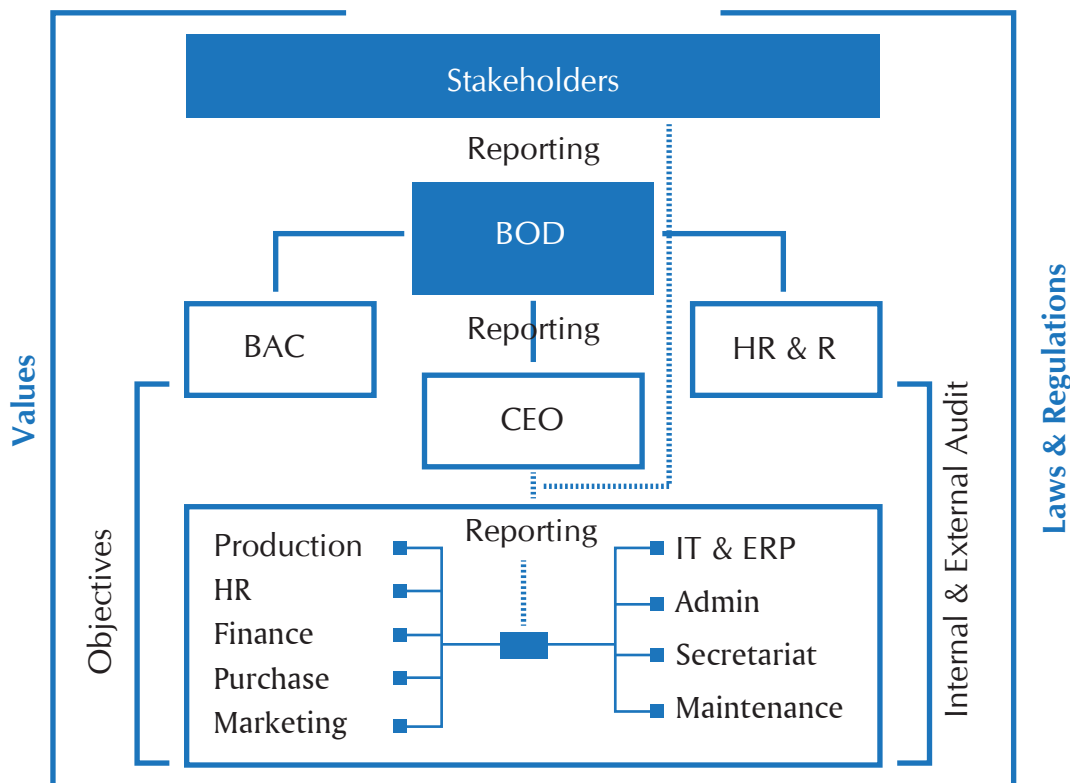 Stakeholders
Reporting
BOD
BAC
Reporting
HR & R
CEO
Values
Laws & Regulations
Objectives
Internal & External Audit
Reporting
Production
HR
Finance
Purchase
Marketing
IT & ERP
Admin
Secretariat
Maintenance